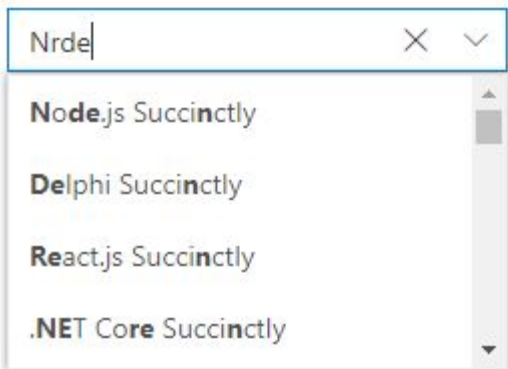 Nrde
Node.js Succinctly
Delphi Succinctly
React.js Succinctly
.NET Core Succinctly